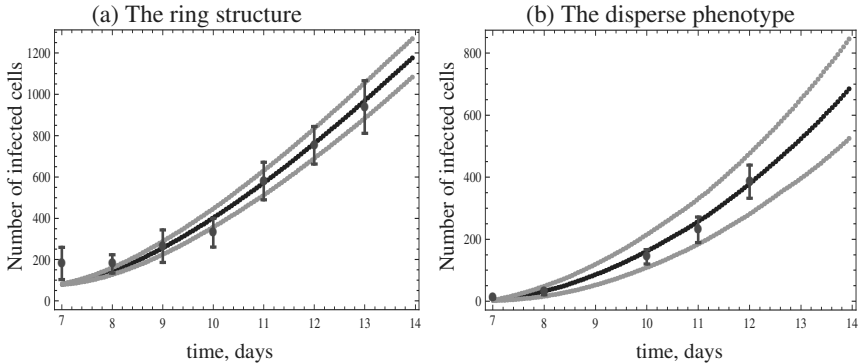 (a) The ring structure
(b) The disperse phenotype
Number of infected cells
1200
1000
800
600
400
200
0
7 8 9 10 11 12 13 14
time, days
Number of infected cells
800
600
400
200
0
7 8 9 10 11 12 13 14
time, days